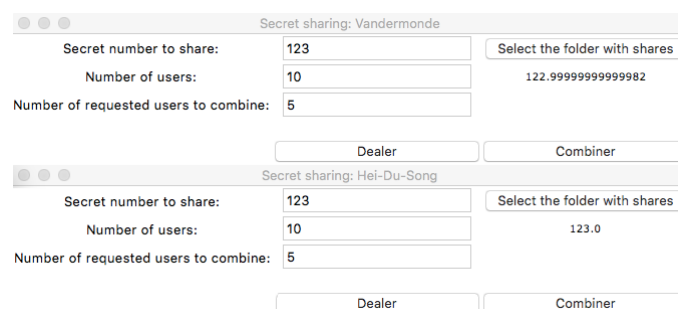 Secret sharing: Vandermonde
Secret number to share: 123 Select the folder with shares
Number of users: 10 122.99999999999982
Number of requested users to combine: 5
Dealer Combiner
Secret sharing: Hei-Du-Song
Secret number to share: 123 Select the folder with shares
Number of users: 10 123.0
Number of requested users to combine: 5
Dealer Combiner